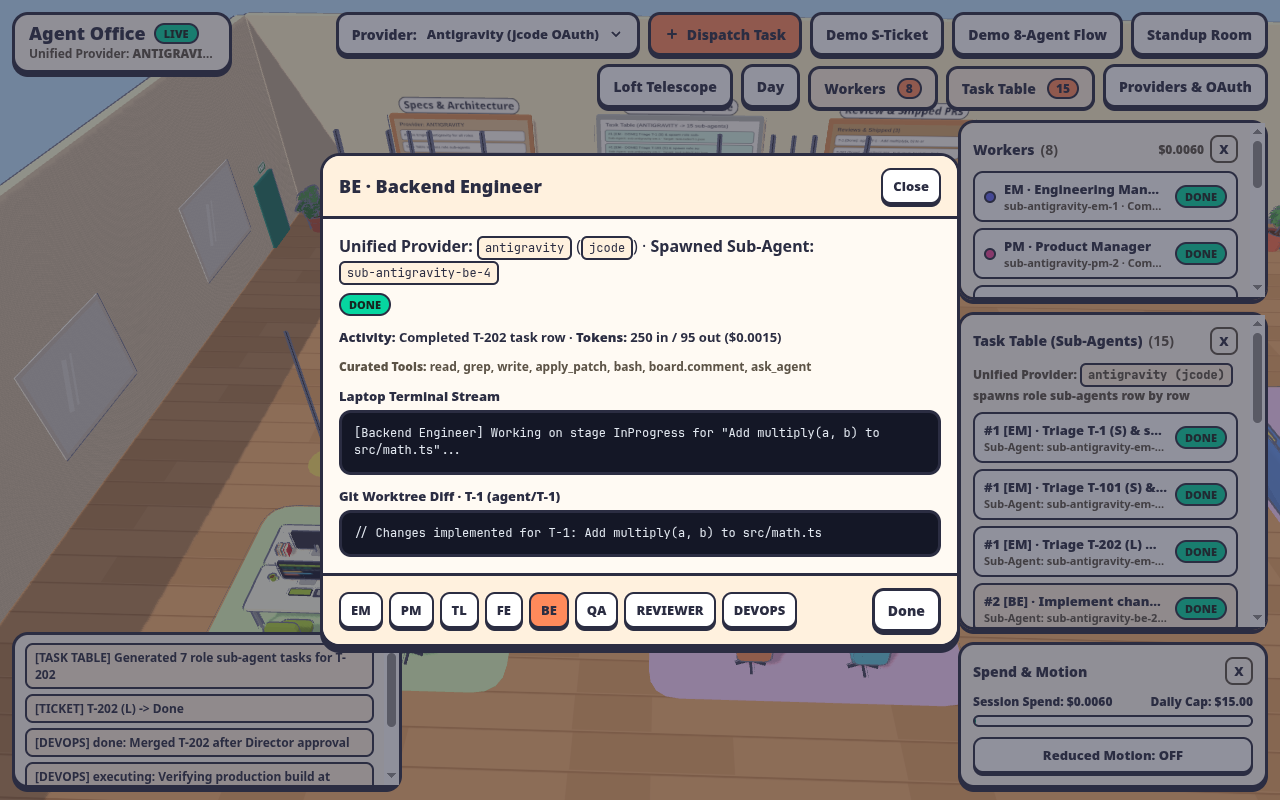 Agent Office LIVE
Unified Provider: ANTIGRAVI...
Provider: Antigravity (jcode OAuth)
+ Dispatch Task
Demo S-Ticket
Demo 8-Agent Flow
Standup Room
Loft Telescope
Day
Workers 8
Task Table 15
Providers & OAuth
Specs & Architecture
Review & Shipped PRs
Provider: ANTIGRAVITY
Task Table (ANTIGRAVITY
BE · Backend Engineer
Close
Unified Provider: antigravity (jcode) · Spawned Sub-Agent:
sub-antigravity-be-4
DONE
Activity: Completed T-202 task row · Tokens: 250 in / 95 out ($0.0015)
Curated Tools: read, grep, write, apply_patch, bash, board.comment, ask_agent
Laptop Terminal Stream
[Backend Engineer] Working on stage InProgress for "Add multiply(a, b) to
src/math.ts"...
Git Worktree Diff · T-1 (agent/T-1)
// Changes implemented for T-1: Add multiply(a, b) to src/math.ts
EM PM TL FE BE QA REVIEWER DEVOPS
Done
Workers (8) $0.0060 X
EM · Engineering Man... DONE
sub-antigravity-em-1 · Com...
PM · Product Manager DONE
sub-antigravity-pm-2 · Com...
Task Table (Sub-Agents) (15) X
Unified Provider: antigravity (jcode)
spawns role sub-agents row by row
#1 [EM] · Triage T-1 (S) & s... DONE
Sub-Agent: sub-antigravity-em-...
#1 [EM] · Triage T-101 (S) &... DONE
Sub-Agent: sub-antigravity-em-...
#1 [EM] · Triage T-202 (L) ... DONE
Sub-Agent: sub-antigravity-em-...
#2 [BE] · Implement chan... DONE
Sub-Agent: sub-antigravity-be-2...
[TASK TABLE] Generated 7 role sub-agent tasks for T-
202
[TICKET] T-202 (L) -> Done
[DEVOPS] done: Merged T-202 after Director approval
[DEVOPS] executing: Verifying production build at
Spend & Motion X
Session Spend: $0.0060 Daily Cap: $15.00
Reduced Motion: OFF